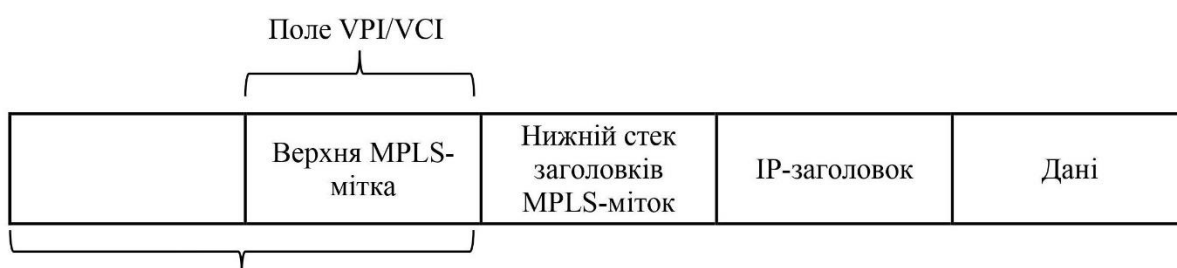 Поле VPI/VCI
Верхня MPLS-
мітка
Нижній стек
заголовків
MPLS-міток
IP-заголовок
Дані